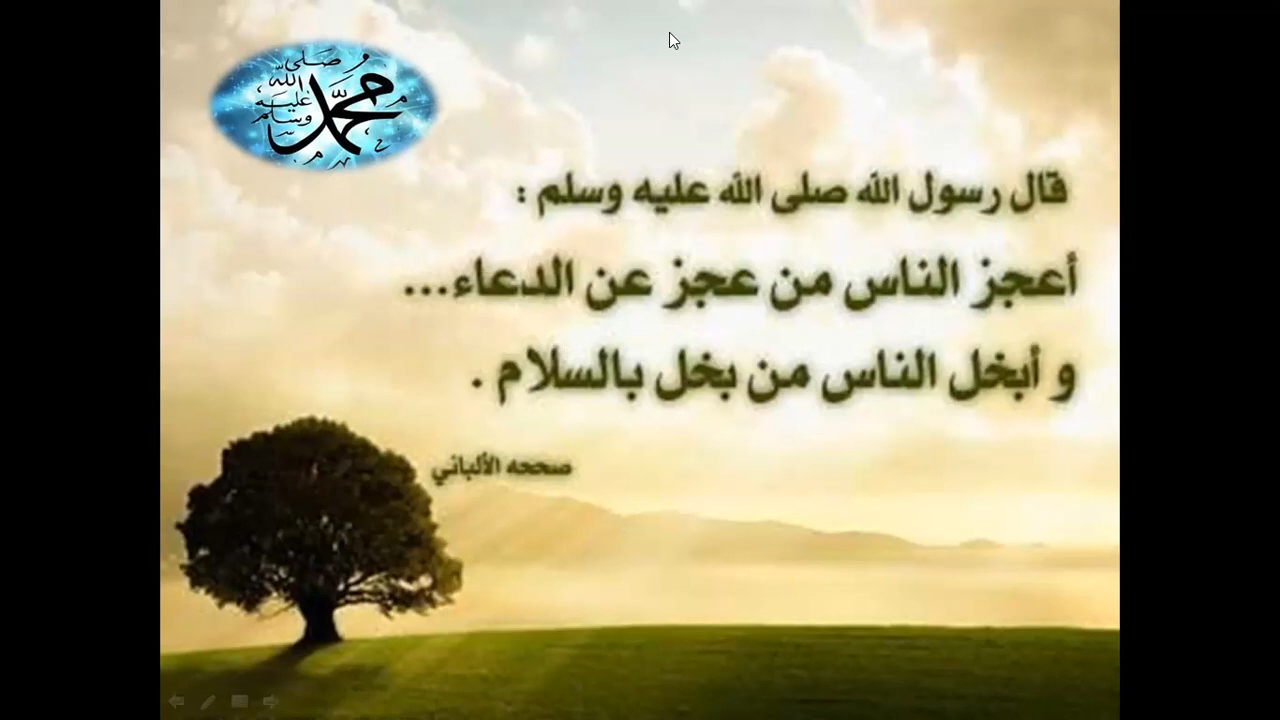 محمد صلى الله عليه وسلم
قال رسول الله صلى الله عليه وسلم :
أعجز الناس من عجز عن الدعاء...
و أبخل الناس من بخل بالسلام .
صححه الألباني